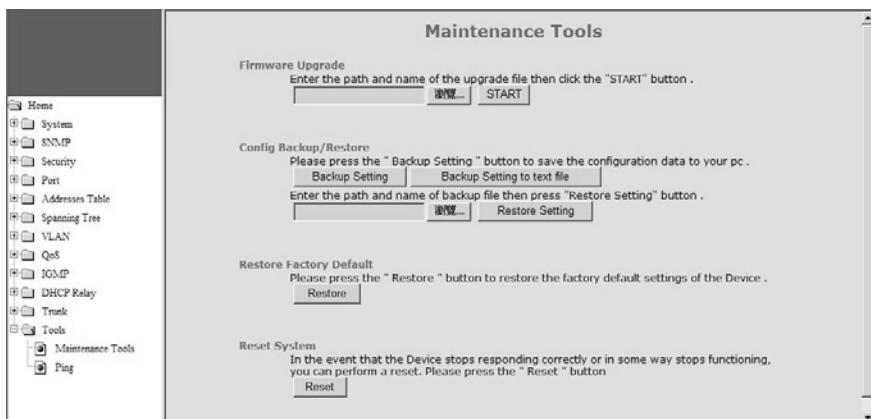 Maintenance Tools
Firmware Upgrade
Enter the path and name of the upgrade file then click the "START" button .
瀏覽... START
Config Backup/Restore
Please press the " Backup Setting " button to save the configuration data to your pc .
Backup Setting Backup Setting to text file
Enter the path and name of backup file then press "Restore Setting" button .
瀏覽... Restore Setting
Restore Factory Default
Please press the " Restore " button to restore the factory default settings of the Device .
Restore
Reset System
In the event that the Device stops responding correctly or in some way stops functioning,
you can perform a reset. Please press the " Reset " button
Reset
Home
System
SNMP
Security
Port
Addresses Table
Spanning Tree
VLAN
QoS
IGMP
DHCP Relay
Trunk
Tools
Maintenance Tools
Ping